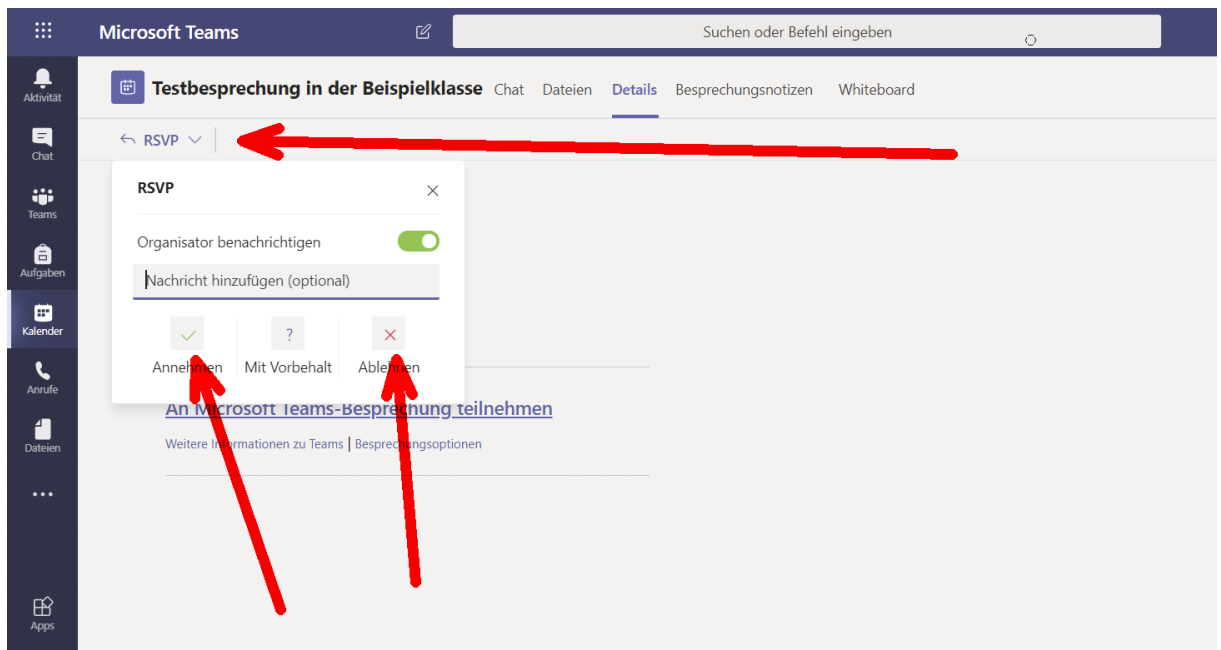 Microsoft Teams
Suchen oder Befehl eingeben
Aktivität
Chat
Teams
Aufgaben
Kalender
Anrufe
Dateien
Apps
Testbesprechung in der Beispielklasse Chat Dateien Details Besprechungsnotizen Whiteboard
RSVP
RSVP
Organisator benachrichtigen
Nachricht hinzufügen (optional)
?
Annehmen Mit Vorbehalt Ablehnen
An Microsoft Teams-Besprechung teilnehmen
Weitere Informationen zu Teams | Besprechungsoptionen